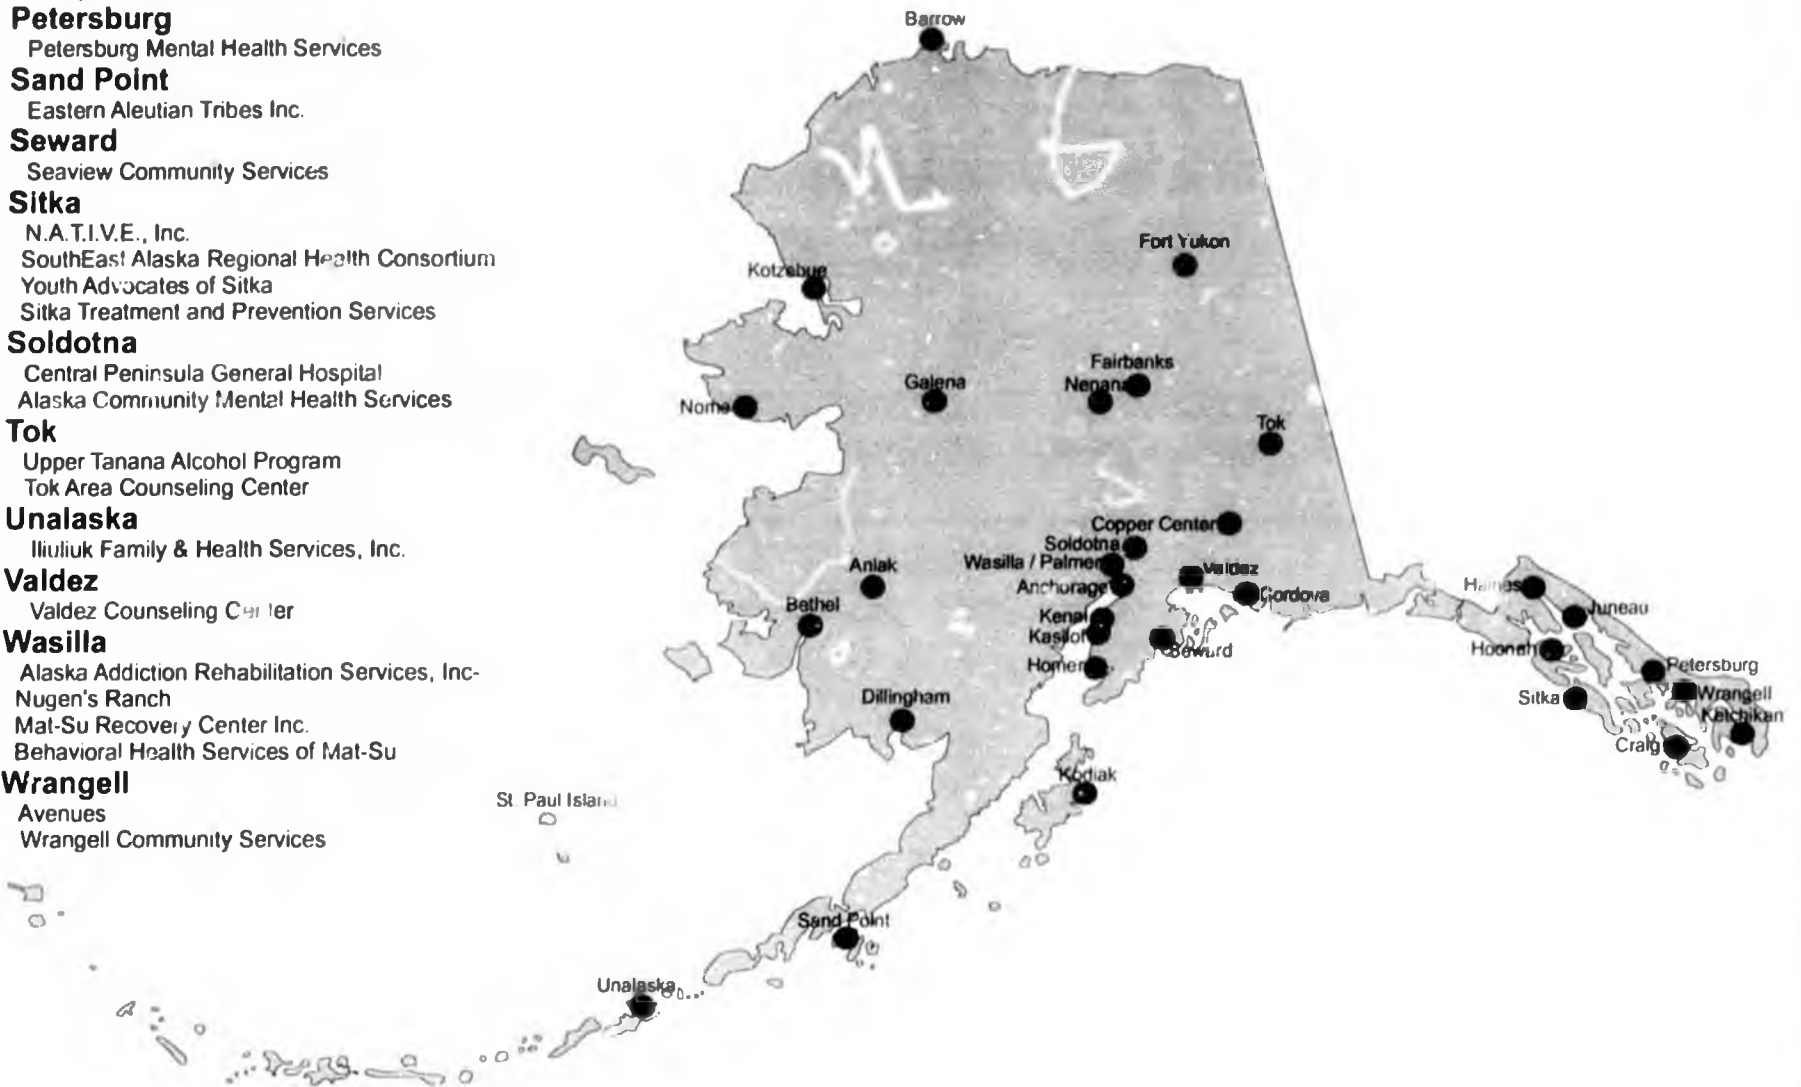 Petersburg
Petersburg Mental Health Services
Sand Point
Eastern Aleutian Tribes Inc.
Seward
Seaview Community Services
Sitka
N.A.T.I.V.E., Inc.
SouthEast Alaska Regional Health Consortium
Youth Advocates of Sitka
Sitka Treatment and Prevention Services
Soldotna
Central Peninsula General Hospital
Alaska Community Mental Health Services
Tok
Upper Tanana Alcohol Program
Tok Area Counseling Center
Unalaska
Iliuliuk Family & Health Services, Inc.
Valdez
Valdez Counseling Center
Wasilla
Alaska Addiction Rehabilitation Services, Inc-
Nugen's Ranch
Mat-Su Recovery Center Inc.
Behavioral Health Services of Mat-Su
Wrangell
Avenues
Wrangell Community Services
Barrow
Fort Yukon
Kotzebue
Fairbanks
Galena
Nenana
Nome
Tok
Copper Center
Soldotna
Wasilla / Palmer
Aniak
Valdez
Anchorage
Haines
Cordova
Bethel
Juneau
Kenai
Kasilof
Seward
Hoonah
Homer
Petersburg
Dillingham
Sitka
Wrangell
Ketchikan
Craig
Kodiak
St. Paul Island
Sand Point
Unalaska